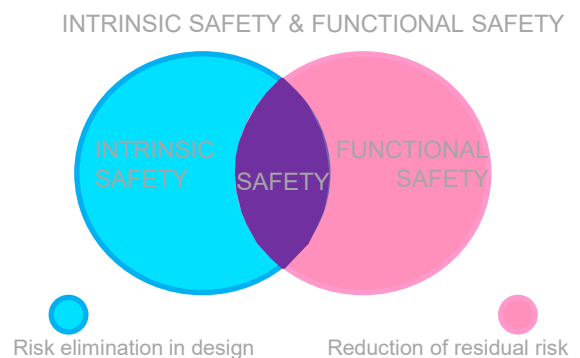 INTRINSIC SAFETY & FUNCTIONAL SAFETY
INTRINSIC
SAFETY
SAFETY
FUNCTIONAL
SAFETY
Risk elimination in design
Reduction of residual risk